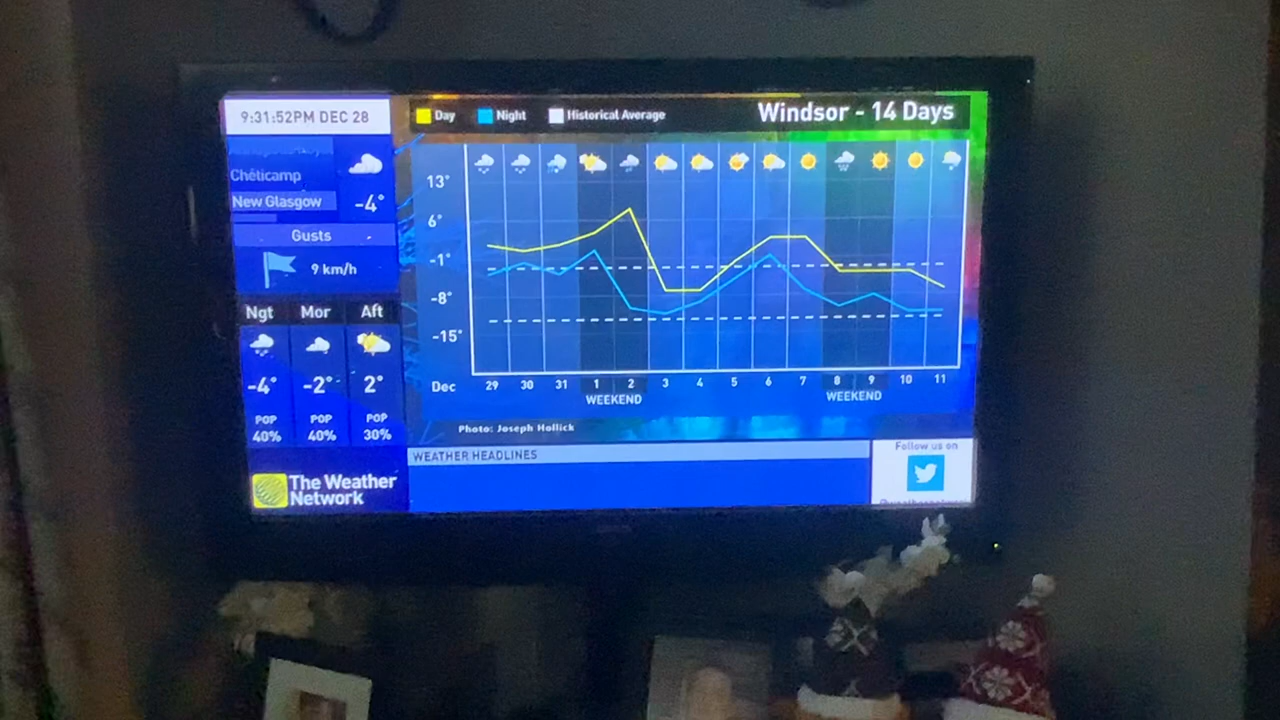 9:31:52PM DEC 28
Day
Night
Historical Average
Windsor - 14 Days
Chéticamp
New Glasgow
-4°
Gusts
9 km/h
Ngt Mor Aft
-4° -2° 2°
POP POP POP
40% 40% 30%
The Weather
Network
13°
6°
-1°
-8°
-15°
Dec 29 30 31 1 2 3 4 5 6 7 8 9 10 11
WEEKEND WEEKEND
Photo: Joseph Hollick
WEATHER HEADLINES
Follow us on